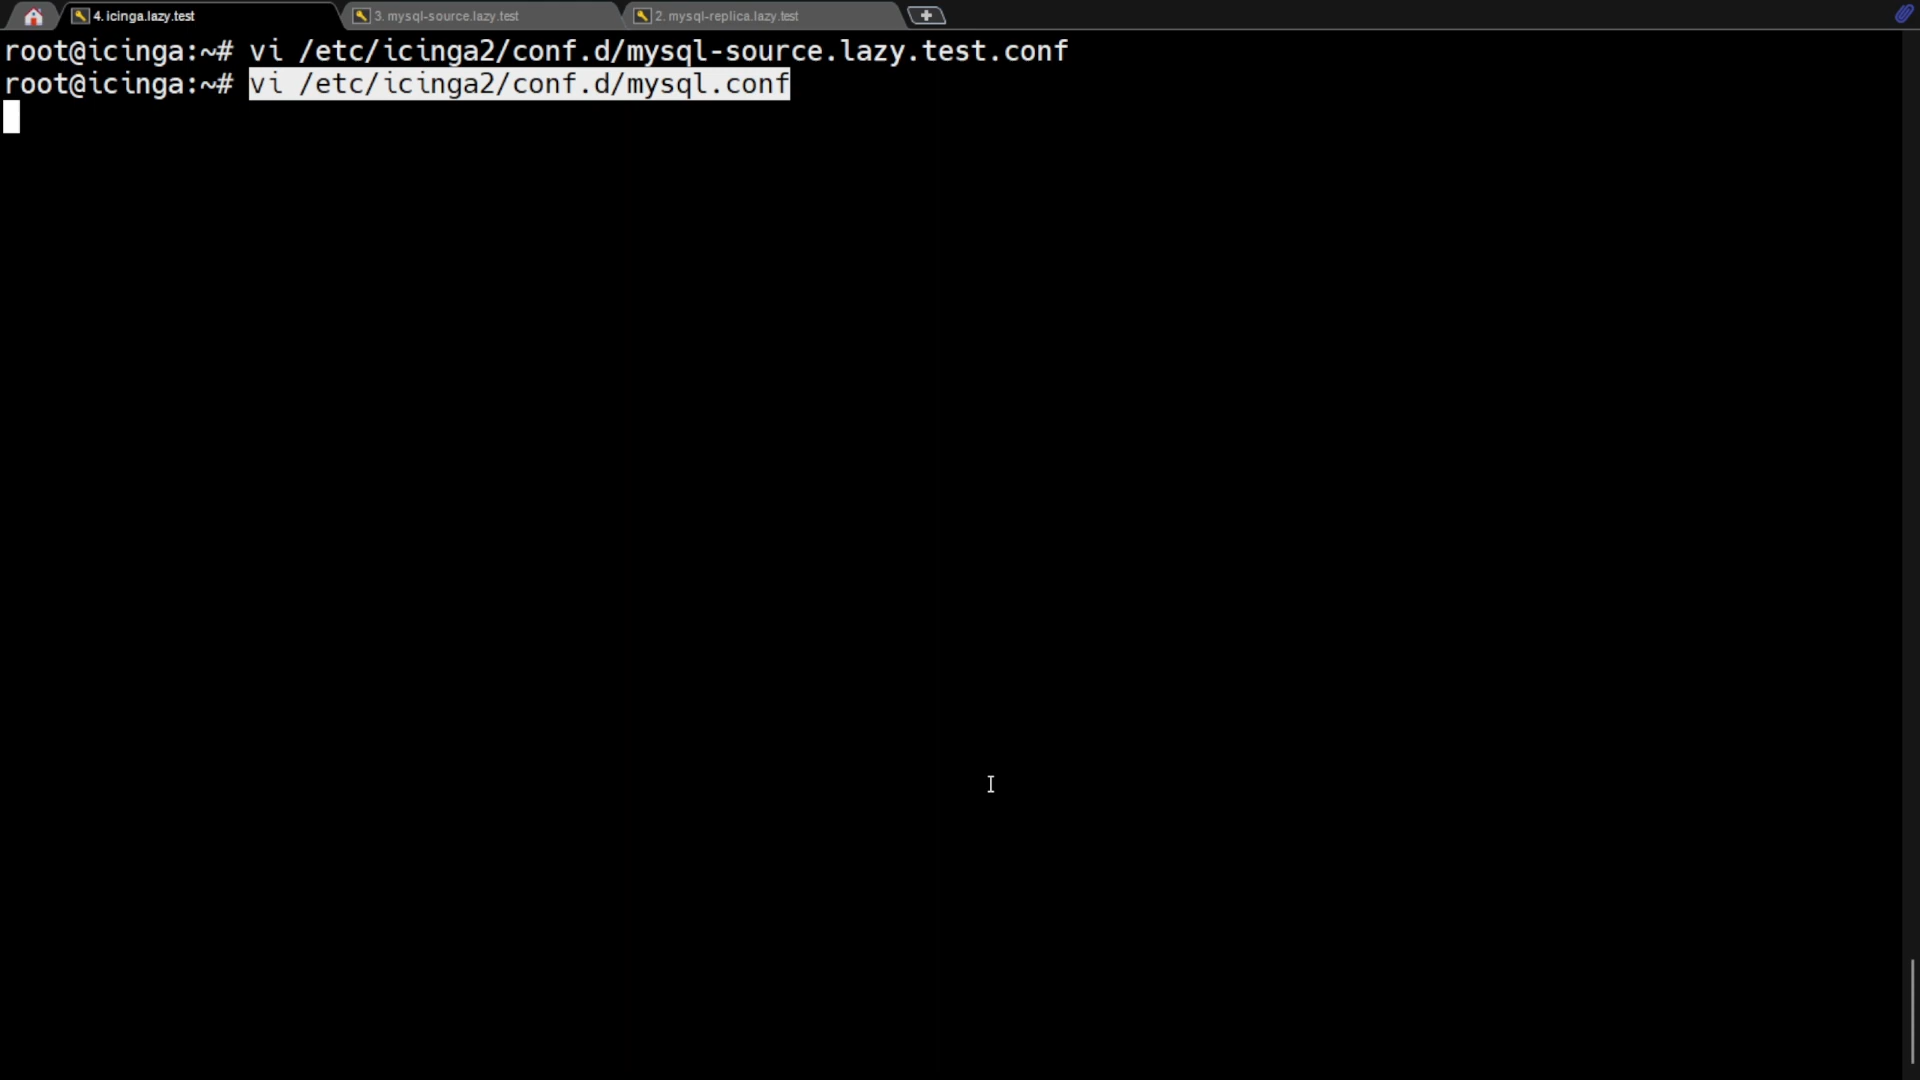 4. icinga.lazy.test
3. mysql-source.lazy.test
2. mysql-replica.lazy.test
root@icinga:~# vi /etc/icinga2/conf.d/mysql-source.lazy.test.conf
root@icinga:~# vi /etc/icinga2/conf.d/mysql.conf